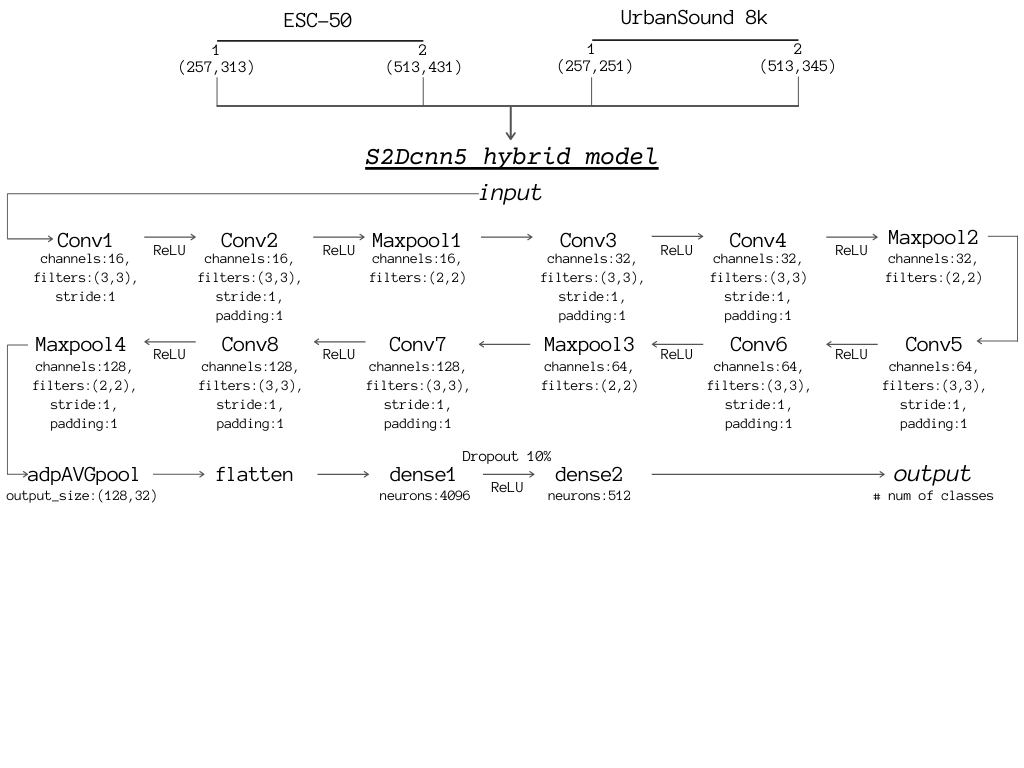 ESC-50
UrbanSound 8k
1
2
1
2
(257,313)
(513,431)
(257,251)
(513,345)
S2Dcnn5 hybrid model
input
Conv1
channels:16,
filters:(3,3),
stride:1
ReLU
Conv2
channels:16,
filters:(3,3),
stride:1,
padding:1
ReLU
Maxpool1
channels:16,
filters:(2,2)
Conv3
channels:32,
filters:(3,3),
stride:1,
padding:1
ReLU
Conv4
channels:32,
filters:(3,3)
stride:1,
padding:1
ReLU
Maxpool2
channels:32,
filters:(2,2)
Conv5
channels:64,
filters:(3,3),
stride:1,
padding:1
ReLU
Conv6
channels:64,
filters:(3,3),
stride:1,
padding:1
ReLU
Maxpool3
channels:64,
filters:(2,2)
Conv7
channels:128,
filters:(3,3),
stride:1,
padding:1
ReLU
Conv8
channels:128,
filters:(3,3),
stride:1,
padding:1
ReLU
Maxpool4
channels:128,
filters:(2,2),
stride:1,
padding:1
adpAVGpool
output_size:(128,32)
flatten
dense1
neurons:4096
Dropout 10%
ReLU
dense2
neurons:512
output
# num of classes